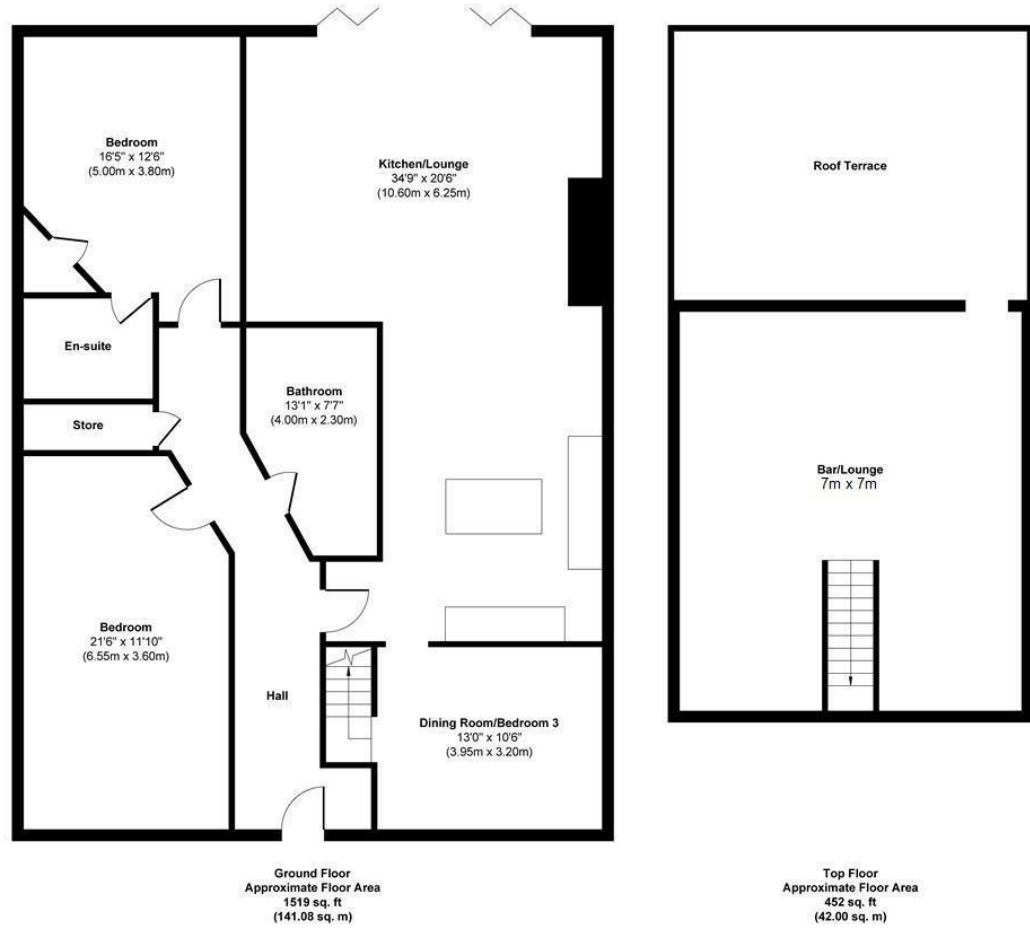 Bedroom
16'5" x 12'6"
(5.00m x 3.80m)
Kitchen/Lounge
34'9" x 20'6"
(10.60m x 6.25m)
Roof Terrace
En-suite
Bathroom
13'1" x 7'7"
(4.00m x 2.30m)
Store
Bar/Lounge
7m x 7m
Bedroom
21'6" x 11'10"
(6.55m x 3.60m)
Hall
Dining Room/Bedroom 3
13'0" x 10'6"
(3.95m x 3.20m)
Ground Floor
Approximate Floor Area
1519 sq. ft
(141.08 sq. m)
Top Floor
Approximate Floor Area
452 sq. ft
(42.00 sq. m)